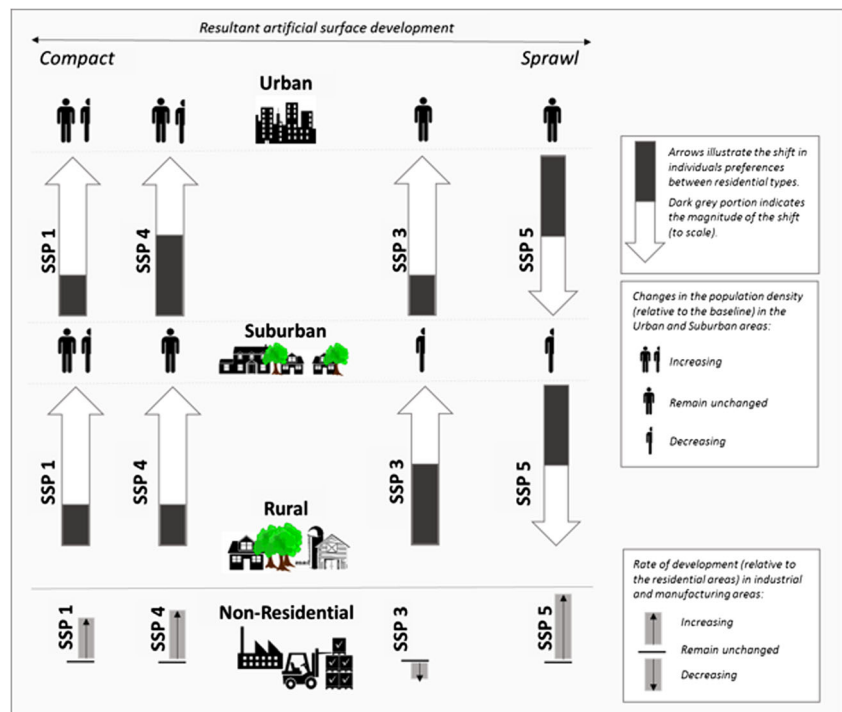 Resultant artificial surface development
Compact
Sprawl
Urban
SSP 1
SSP 4
SSP 3
SSP 5
Suburban
SSP 1
SSP 4
SSP 3
SSP 5
Rural
Non-Residential
SSP 1
SSP 4
SSP 3
SSP 5
Arrows illustrate the shift in
individuals preferences
between residential types.
Dark grey portion indicates
the magnitude of the shift
(to scale).
Changes in the population density
(relative to the baseline) in the
Urban and Suburban areas:
Increasing
Remain unchanged
Decreasing
Rate of development (relative to
the residential areas) in industrial
and manufacturing areas:
Increasing
Remain unchanged
Decreasing